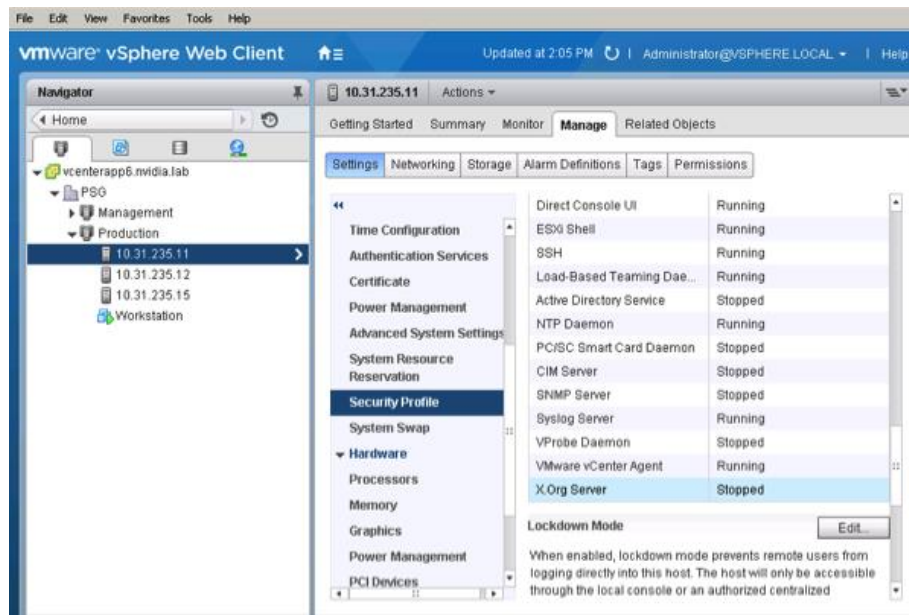 File Edit View Favorites Tools Help
vmware® vSphere Web Client
Updated at 2:05 PM | Administrator@VSPHERE.LOCAL | Help
Navigator
Home
vcenterapp6.nvidia.lab
PSG
Management
Production
10.31.235.11
10.31.235.12
10.31.235.15
Workstation
10.31.235.11 Actions
Getting Started Summary Monitor Manage Related Objects
Settings Networking Storage Alarm Definitions Tags Permissions
Time Configuration
Authentication Services
Certificate
Power Management
Advanced System Settings
System Resource
Reservation
Security Profile
System Swap
Hardware
Processors
Memory
Graphics
Power Management
PCI Devices
Direct Console UI Running
ESXi Shell Running
SSH Running
Load-Based Teaming Dae... Running
Active Directory Service Stopped
NTP Daemon Running
PC/SC Smart Card Daemon Stopped
CIM Server Stopped
SNMP Server Stopped
Syslog Server Running
VProbe Daemon Stopped
VMware vCenter Agent Running
X.Org Server Stopped
Lockdown Mode Edit...
When enabled, lockdown mode prevents remote users from
logging directly into this host. The host will only be accessible
through the local console or an authorized centralized